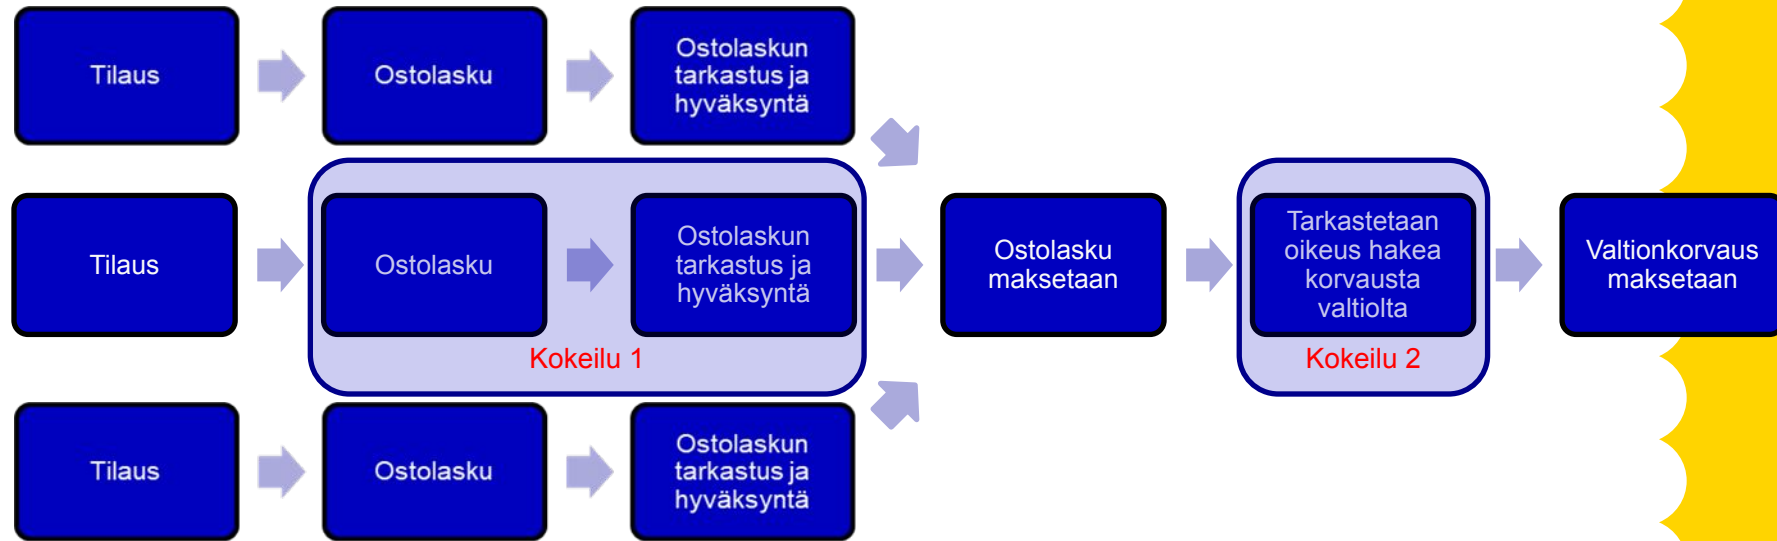 Tilaus
Ostolasku
Ostolaskun
tarkastus ja
hyväksyntä
Tilaus
Ostolasku
Ostolaskun
tarkastus ja
hyväksyntä
Kokeilu 1
Ostolasku
maksetaan
Tarkastetaan
oikeus hakea
korvausta
valtiolta
Kokeilu 2
Valtionkorvaus
maksetaan
Tilaus
Ostolasku
Ostolaskun
tarkastus ja
hyväksyntä